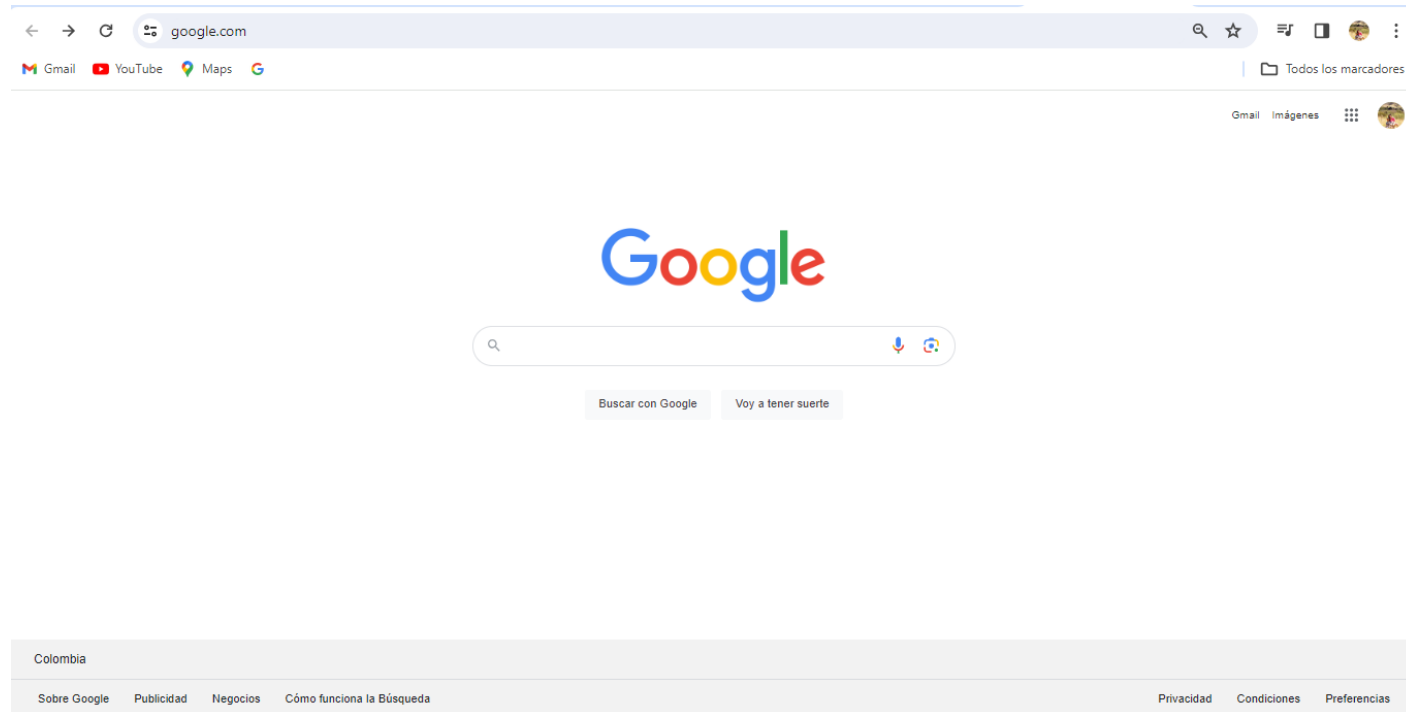 google.com
Gmail YouTube Maps
Todos los marcadores
Gmail Imágenes
Google
Buscar con Google Voy a tener suerte
Colombia
Sobre Google Publicidad Negocios Cómo funciona la Búsqueda Privacidad Condiciones Preferencias